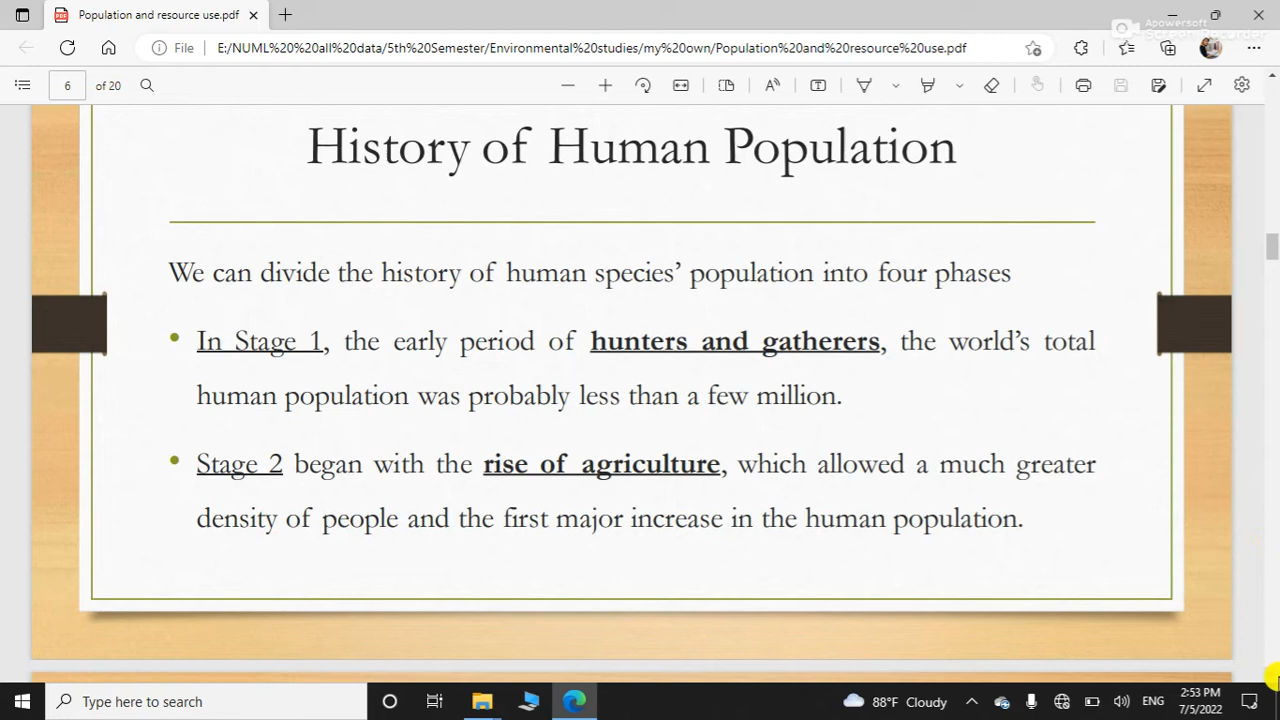 Population and resource use.pdf
Apowersoft
Screen Recorder
File E:/NUML%20%20all%20data/5th%20Semester/Environmental%20studies/my%20own/Population%20and%20resource%20use.pdf
6 of 20
History of Human Population
We can divide the history of human species’ population into four phases
• In Stage 1, the early period of hunters and gatherers, the world’s total
human population was probably less than a few million.
• Stage 2 began with the rise of agriculture, which allowed a much greater
density of people and the first major increase in the human population.
Type here to search
88°F Cloudy
ENG
2:53 PM
7/5/2022